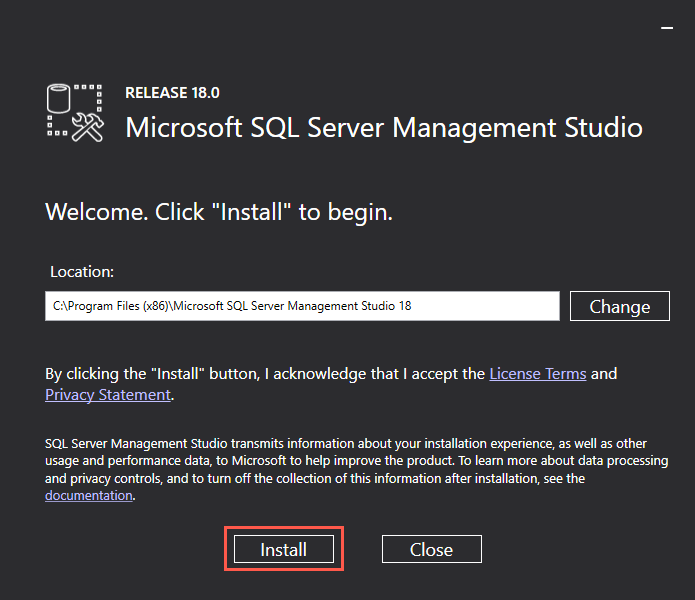 RELEASE 18.0
Microsoft SQL Server Management Studio
Welcome. Click "Install" to begin.
Location:
C:\Program Files (x86)\Microsoft SQL Server Management Studio 18
Change
By clicking the "Install" button, I acknowledge that I accept the License Terms and
Privacy Statement.
SQL Server Management Studio transmits information about your installation experience, as well as other
usage and performance data, to Microsoft to help improve the product. To learn more about data processing
and privacy controls, and to turn off the collection of this information after installation, see the
documentation.
Install
Close